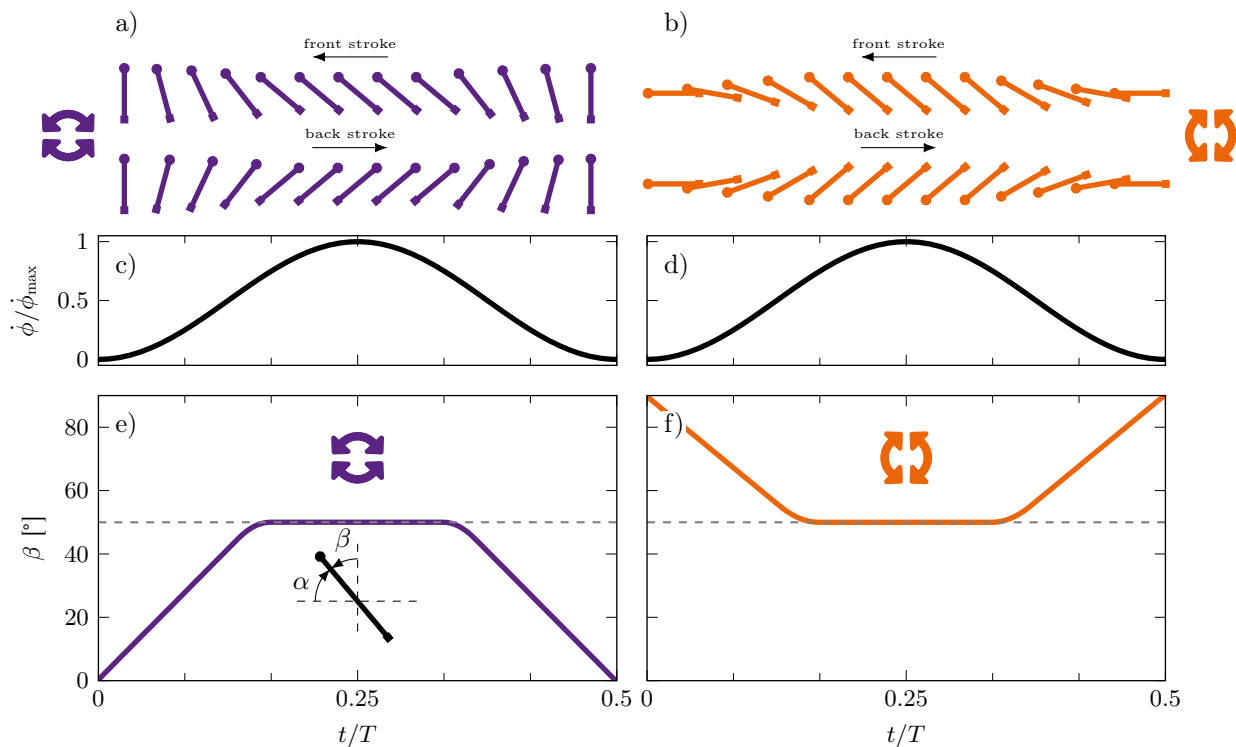 a)
b)
front stroke
front stroke
back stroke
back stroke
c)
d)
1
0.5
0
ϕ̇/ϕ̇max
e)
f)
80
60
40
20
0
β [°]
β
α
0
0.25
0.5
0
0.25
0.5
t/T
t/T